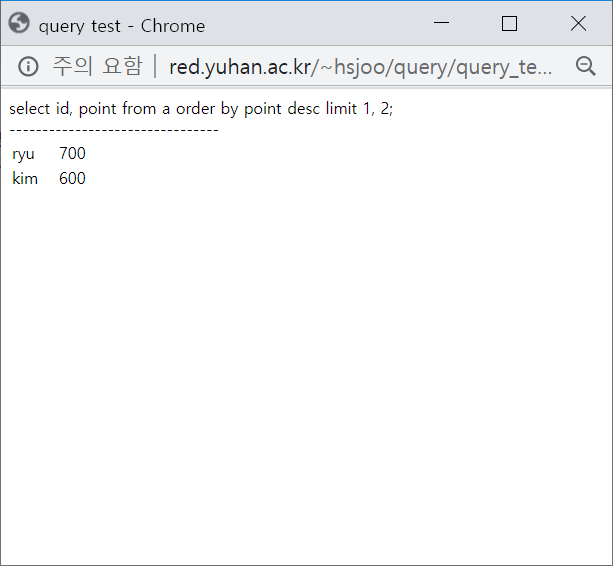 query test - Chrome
주의 요함 | red.yuhan.ac.kr/~hsjoo/query/query_te...
select id, point from a order by point desc limit 1, 2;
--------------------------------
ryu 700
kim 600